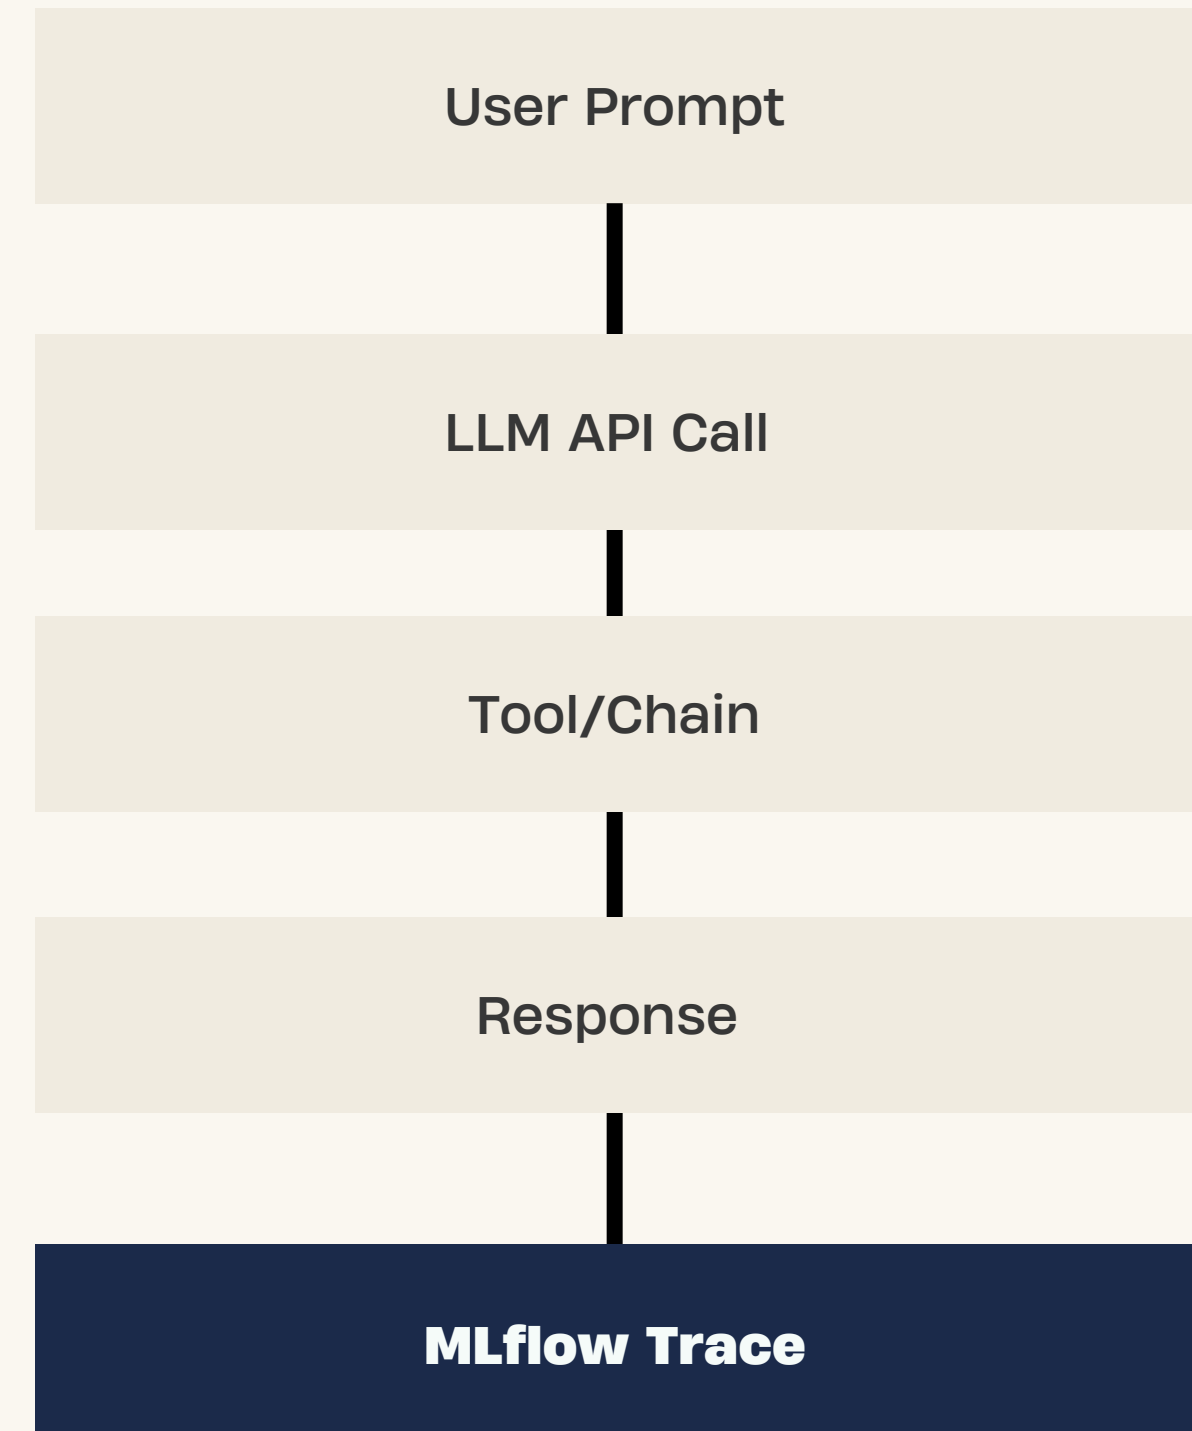 User Prompt
LLM API Call
Tool/Chain
Response
MLflow Trace